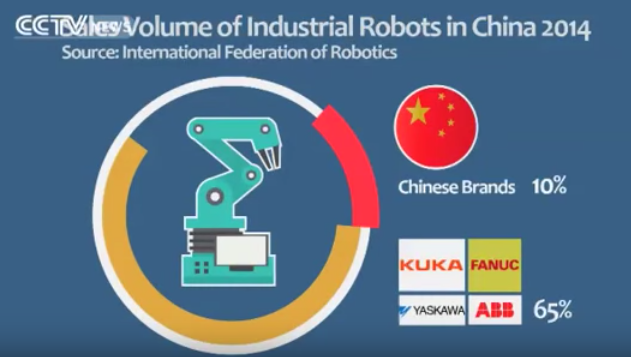 CCTV NEWS
Sales Volume of Industrial Robots in China 2014
Source: International Federation of Robotics
Chinese Brands 10%
KUKA FANUC
YASKAWA ABB 65%